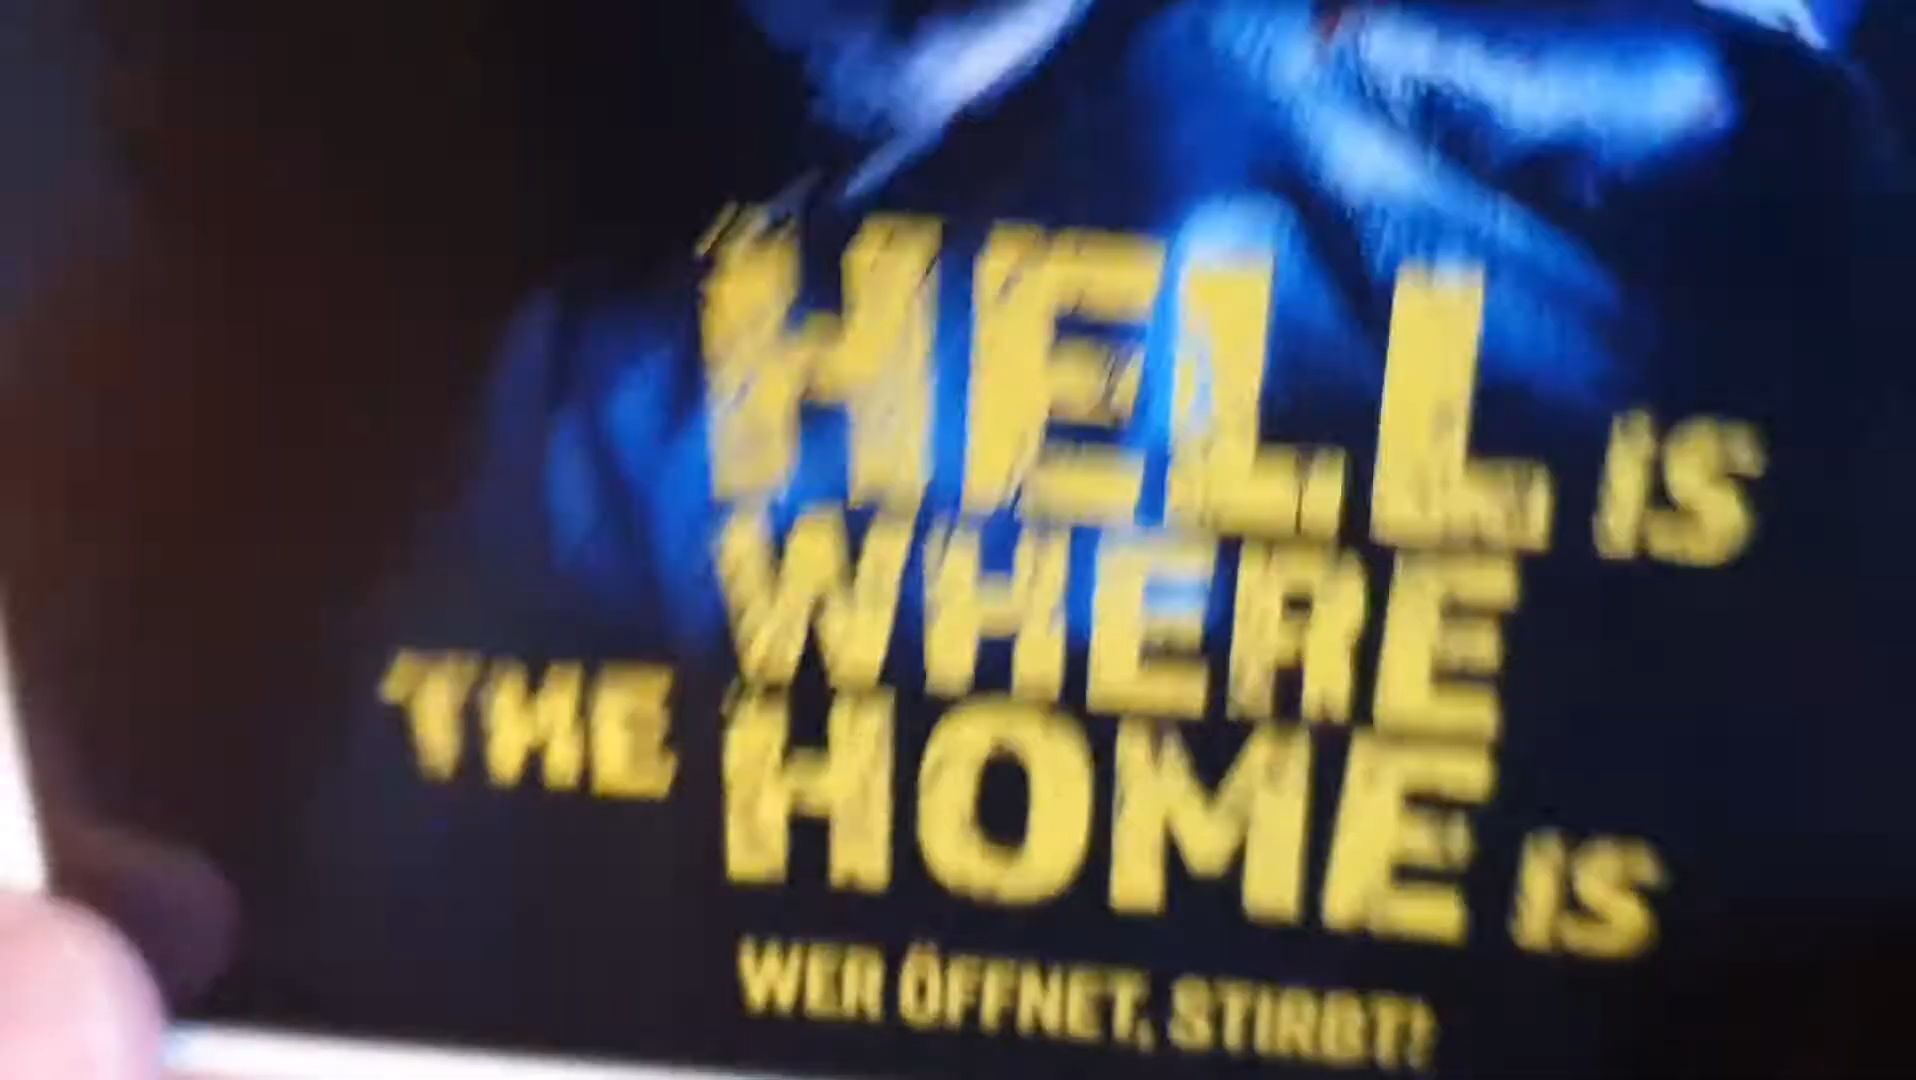 HELL IS
WHERE
THE HOME IS
WER ÖFFNET, STIRBT!